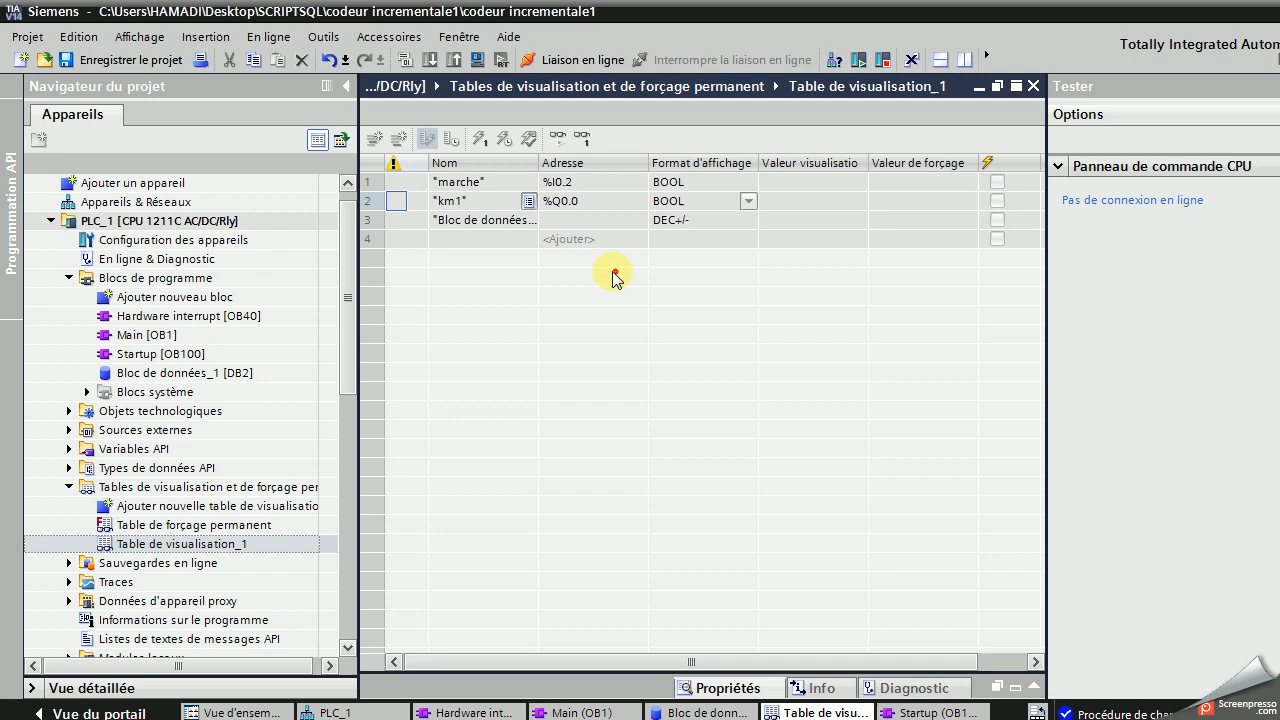 TIA V14 Siemens - C:\Users\HAMADI\Desktop\SCRIPTSQL\codeur incrementale1\codeur incrementale1
Projet Edition Affichage Insertion En ligne Outils Accessoires Fenêtre Aide
Totally Integrated Autom
Enregistrer le projet Liaison en ligne Interrompre la liaison en ligne
Navigateur du projet
.../DC/Rly] Tables de visualisation et de forçage permanent Table de visualisation_1
Tester
Appareils
Options
Programmation API
Panneau de commande CPU
Pas de connexion en ligne
Nom Adresse Format d'affichage Valeur visualisatio Valeur de forçage
1 "marche" %I0.2 BOOL
2 "km1" %Q0.0 BOOL
3 "Bloc de données... DEC+/-
4 <Ajouter>
Ajouter un appareil
Appareils & Réseaux
PLC_1 [CPU 1211C AC/DC/Rly]
Configuration des appareils
En ligne & Diagnostic
Blocs de programme
Ajouter nouveau bloc
Hardware interrupt [OB40]
Main [OB1]
Startup [OB100]
Bloc de données_1 [DB2]
Blocs système
Objets technologiques
Sources externes
Variables API
Types de données API
Tables de visualisation et de forçage per
Ajouter nouvelle table de visualisatio
Table de forçage permanent
Table de visualisation_1
Sauvegardes en ligne
Traces
Données d'appareil proxy
Informations sur le programme
Listes de textes de messages API
Vue détaillée
Propriétés Info Diagnostic
Vue du portail Vue d'ensem... PLC_1 Hardware int... Main (OB1) Bloc de donn... Table de visu... Startup (OB1... Procédure de char
Screenpresso.com